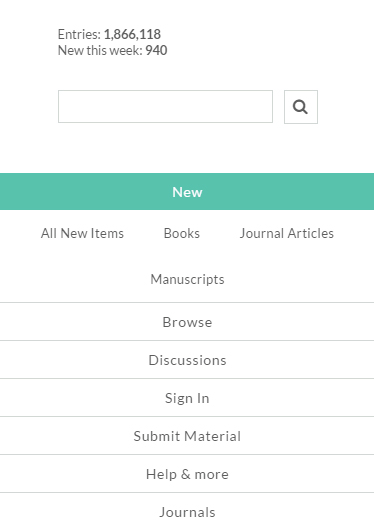 Entries: 1,866,118
New this week: 940
New
All New Items Books Journal Articles
Manuscripts
Browse
Discussions
Sign In
Submit Material
Help & more
Journals